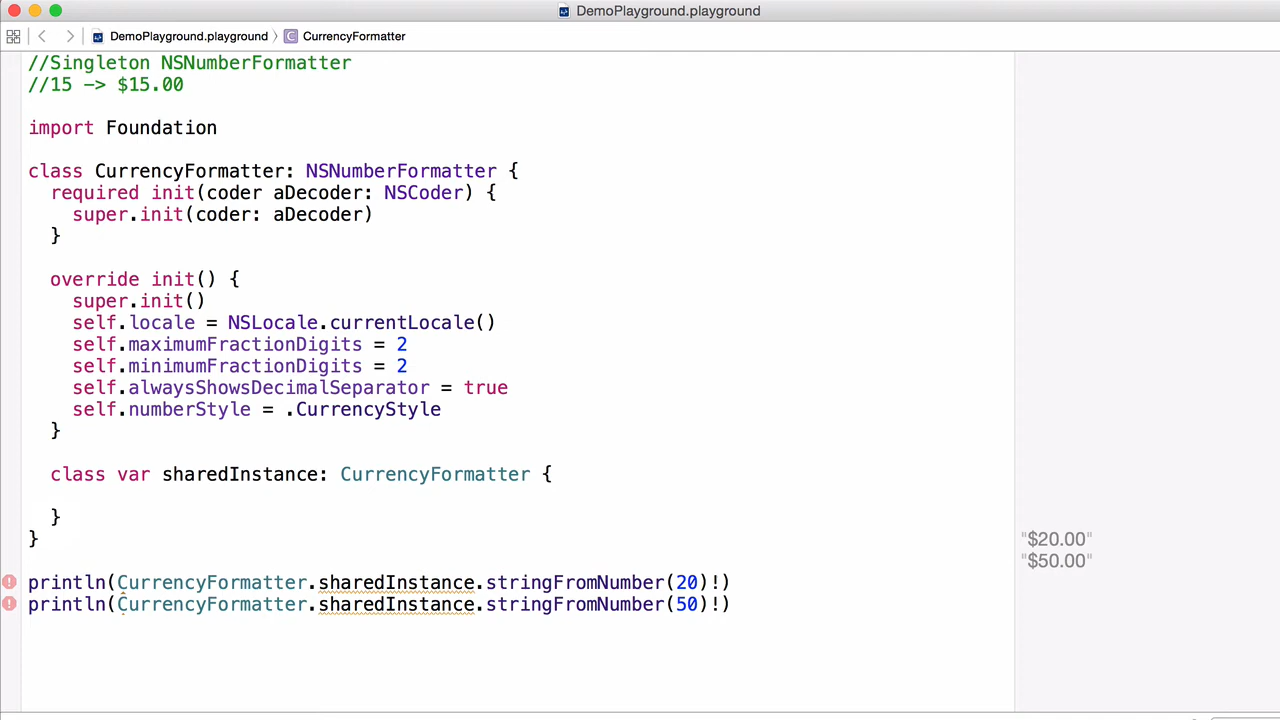 DemoPlayground.playground
DemoPlayground.playground 〉 C CurrencyFormatter
//Singleton NSNumberFormatter
//15 -> $15.00
import Foundation
class CurrencyFormatter: NSNumberFormatter {
  required init(coder aDecoder: NSCoder) {
    super.init(coder: aDecoder)
  }
  override init() {
    super.init()
    self.locale = NSLocale.currentLocale()
    self.maximumFractionDigits = 2
    self.minimumFractionDigits = 2
    self.alwaysShowsDecimalSeparator = true
    self.numberStyle = .CurrencyStyle
  }
  class var sharedInstance: CurrencyFormatter {
  }
}
"$20.00"
"$50.00"
println(CurrencyFormatter.sharedInstance.stringFromNumber(20)!)
println(CurrencyFormatter.sharedInstance.stringFromNumber(50)!)